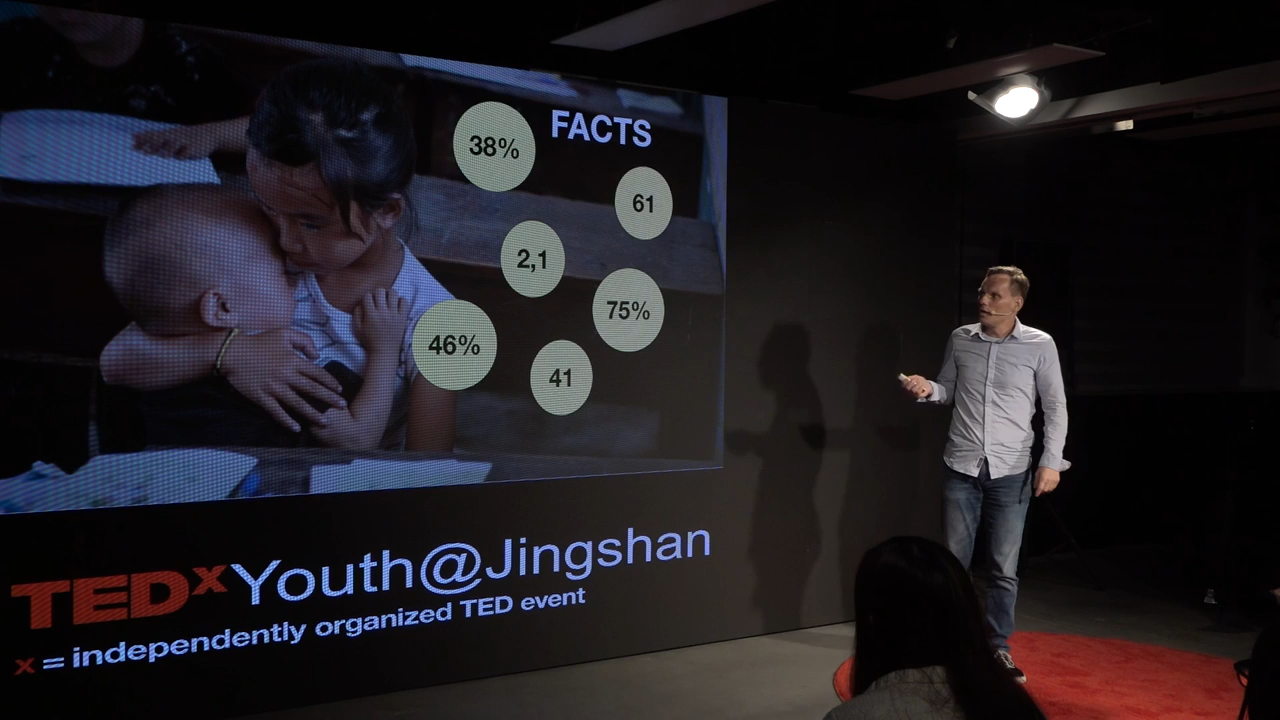 FACTS
38%
61
2,1
75%
46%
41
TEDxYouth@Jingshan
x = independently organized TED event